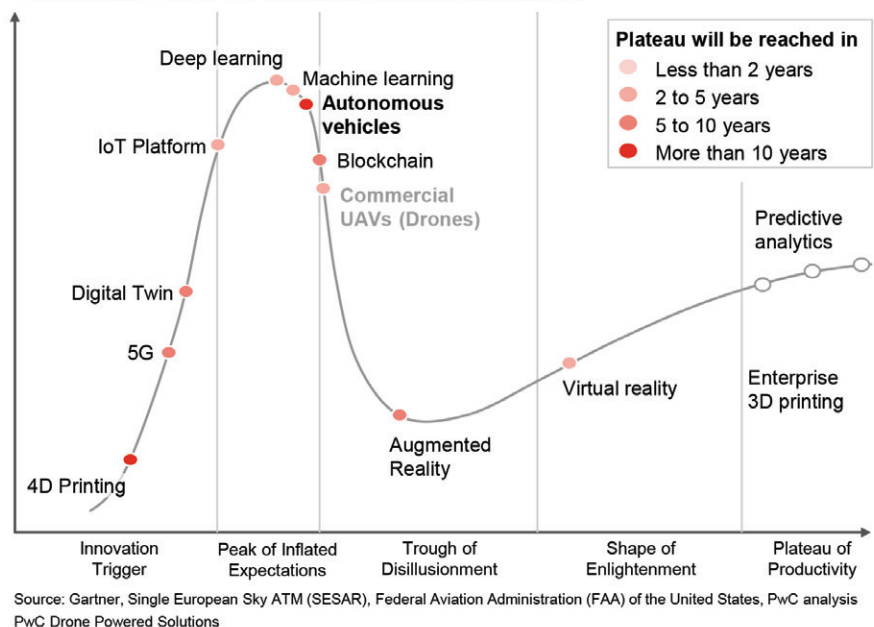 Plateau will be reached in
Less than 2 years
2 to 5 years
5 to 10 years
More than 10 years
Deep learning
Machine learning
Autonomous
vehicles
IoT Platform
Blockchain
Commercial
UAVs (Drones)
Predictive
analytics
Digital Twin
5G
Virtual reality
Enterprise
3D printing
Augmented
Reality
4D Printing
Innovation
Trigger
Peak of Inflated
Expectations
Trough of
Disillusionment
Shape of
Enlightenment
Plateau of
Productivity
Source: Gartner, Single European Sky ATM (SESAR), Federal Aviation Administration (FAA) of the United States, PwC analysis
PwC Drone Powered Solutions